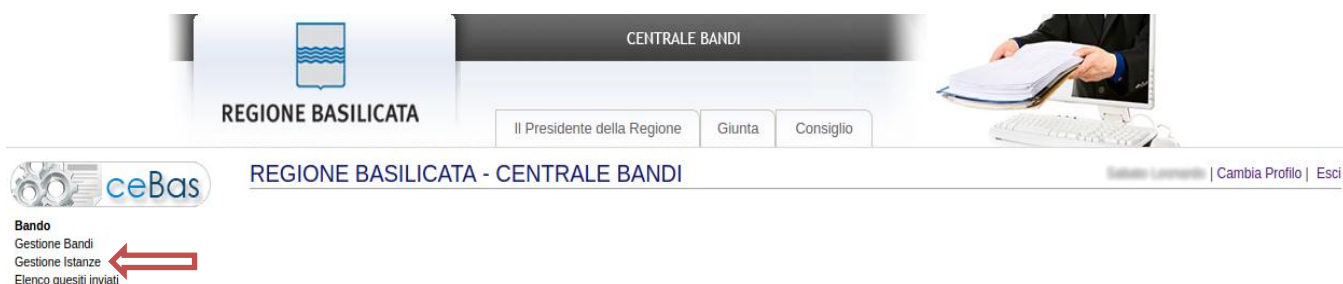 CENTRALE BANDI
REGIONE BASILICATA
Il Presidente della Regione
Giunta
Consiglio
ceBas
REGIONE BASILICATA - CENTRALE BANDI
| Cambia Profilo | Esci
Bando
Gestione Bandi
Gestione Istanze
Elenco quesiti inviati